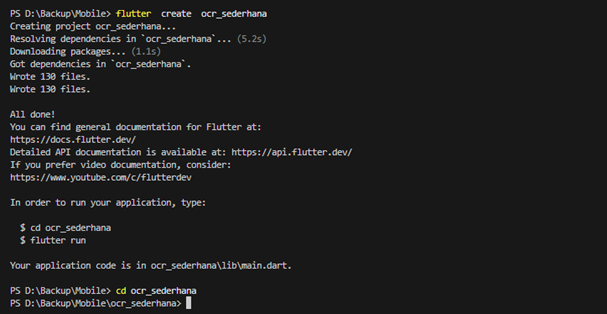 PS D:\Backup\Mobile> flutter  create  ocr_sederhana
Creating project ocr_sederhana...
Resolving dependencies in `ocr_sederhana`... (5.2s)
Downloading packages... (1.1s)
Got dependencies in `ocr_sederhana`.
Wrote 130 files.
Wrote 130 files.

All done!
You can find general documentation for Flutter at:
https://docs.flutter.dev/
Detailed API documentation is available at: https://api.flutter.dev/
If you prefer video documentation, consider:
https://www.youtube.com/c/flutterdev

In order to run your application, type:

  $ cd ocr_sederhana
  $ flutter run

Your application code is in ocr_sederhana\lib\main.dart.

PS D:\Backup\Mobile> cd ocr_sederhana
PS D:\Backup\Mobile\ocr_sederhana>